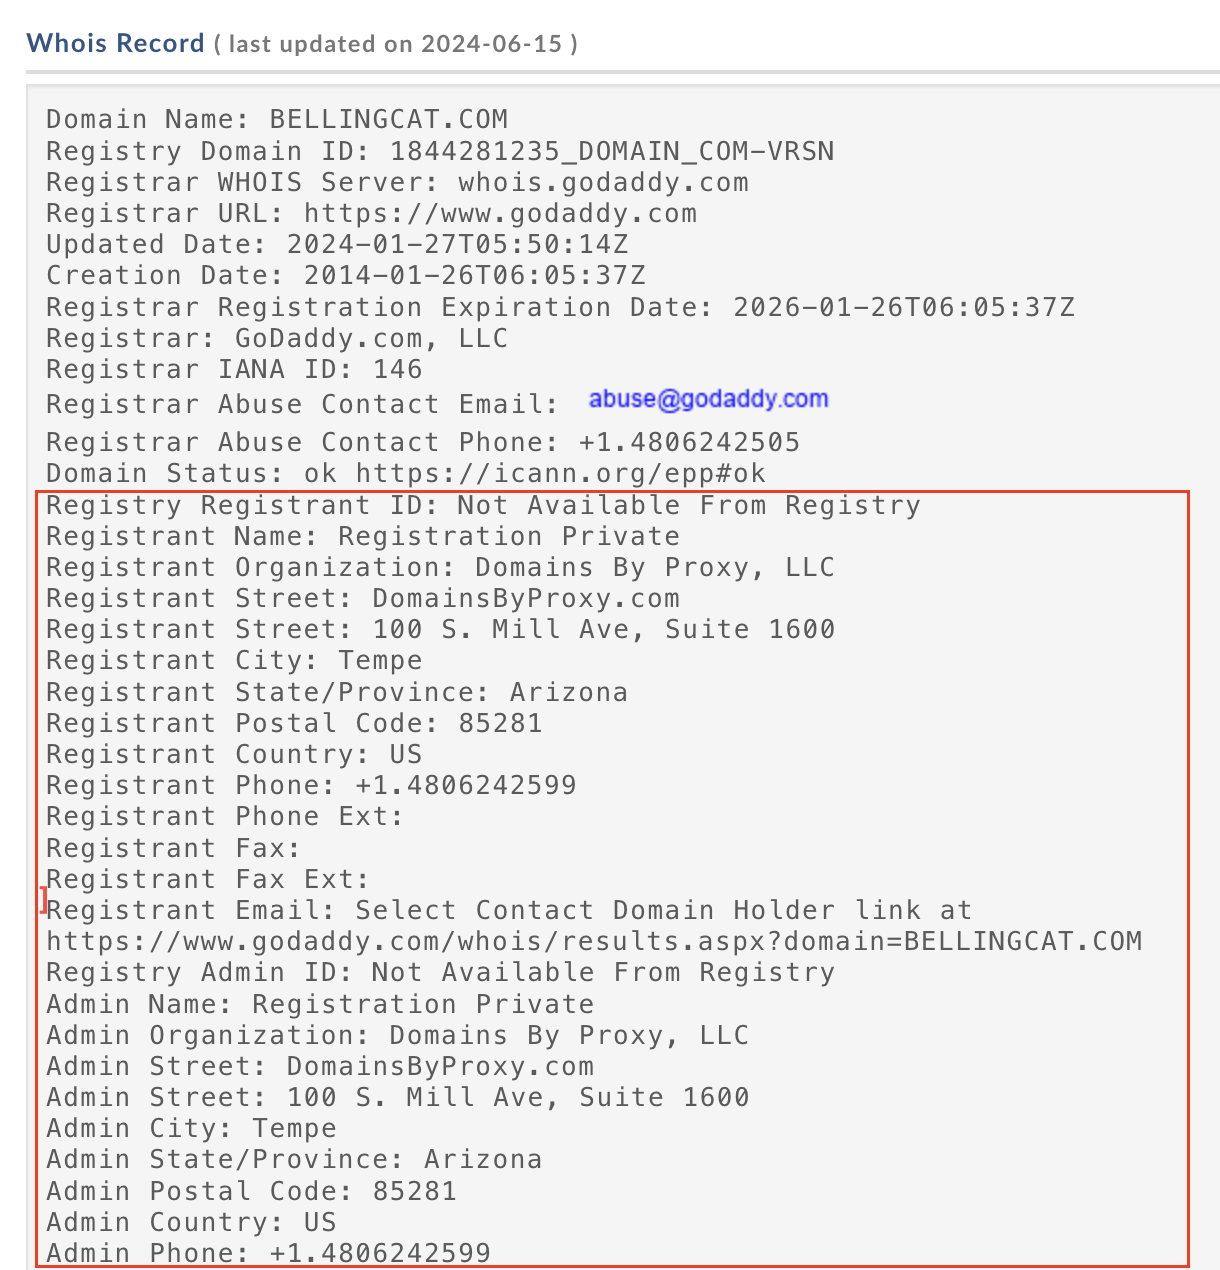 Whois Record ( last updated on 2024-06-15 )
Domain Name: BELLINGCAT.COM
Registry Domain ID: 1844281235_DOMAIN_COM-VRSN
Registrar WHOIS Server: whois.godaddy.com
Registrar URL: https://www.godaddy.com
Updated Date: 2024-01-27T05:50:14Z
Creation Date: 2014-01-26T06:05:37Z
Registrar Registration Expiration Date: 2026-01-26T06:05:37Z
Registrar: GoDaddy.com, LLC
Registrar IANA ID: 146
Registrar Abuse Contact Email: abuse@godaddy.com
Registrar Abuse Contact Phone: +1.4806242505
Domain Status: ok https://icann.org/epp#ok
Registry Registrant ID: Not Available From Registry
Registrant Name: Registration Private
Registrant Organization: Domains By Proxy, LLC
Registrant Street: DomainsByProxy.com
Registrant Street: 100 S. Mill Ave, Suite 1600
Registrant City: Tempe
Registrant State/Province: Arizona
Registrant Postal Code: 85281
Registrant Country: US
Registrant Phone: +1.4806242599
Registrant Phone Ext:
Registrant Fax:
Registrant Fax Ext:
Registrant Email: Select Contact Domain Holder link at
https://www.godaddy.com/whois/results.aspx?domain=BELLINGCAT.COM
Registry Admin ID: Not Available From Registry
Admin Name: Registration Private
Admin Organization: Domains By Proxy, LLC
Admin Street: DomainsByProxy.com
Admin Street: 100 S. Mill Ave, Suite 1600
Admin City: Tempe
Admin State/Province: Arizona
Admin Postal Code: 85281
Admin Country: US
Admin Phone: +1.4806242599